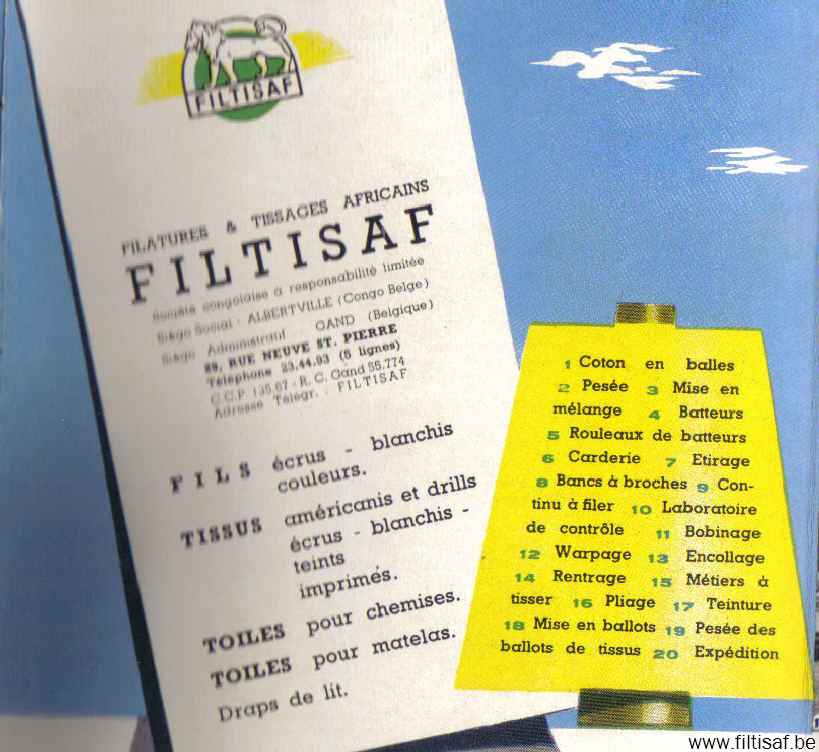 FILTISAF
FILATURES & TISSAGES AFRICAINS
FILTISAF
Société congolaise à responsabilité limitée
Siège Social : ALBERTVILLE (Congo Belge)
Siège Administratif GAND (Belgique)
RUE NEUVE ST. PIERRE
Téléphone 23.44.93 (5 lignes)
C.C.P. 135.67 - R.C. Gand 55.774
Adresse Télégr. : FILTISAF
FILS écrus - blanchis
couleurs.
TISSUS américanis et drills
écrus - blanchis -
teints
imprimés.
TOILES pour chemises.
TOILES pour matelas.
Draps de lit.
1 Coton en balles
2 Pesée 3 Mise en
mélange 4 Batteurs
5 Rouleaux de batteurs
6 Carderie 7 Etirage
8 Bancs à broches 9 Con-
tinu à filer 10 Laboratoire
de contrôle 11 Bobinage
12 Warpage 13 Encollage
14 Rentrage 15 Métiers à
tisser 16 Pliage 17 Teinture
18 Mise en ballots 19 Pesée des
ballots de tissus 20 Expédition
www.filtisaf.be